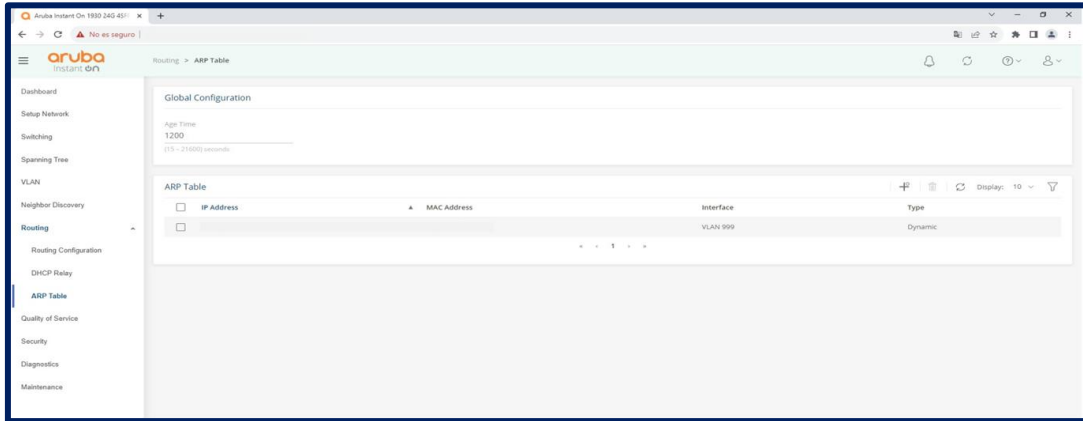 Aruba Instant On 1930 24G 4SF
No es seguro
aruba
instant on
Routing > ARP Table
Dashboard
Setup Network
Switching
Spanning Tree
VLAN
Neighbor Discovery
Routing
Routing Configuration
DHCP Relay
ARP Table
Quality of Service
Security
Diagnostics
Maintenance
Global Configuration
Age Time
1200
(15 - 21600) seconds
ARP Table
Display: 10
IP Address MAC Address Interface Type
VLAN 999 Dynamic
1